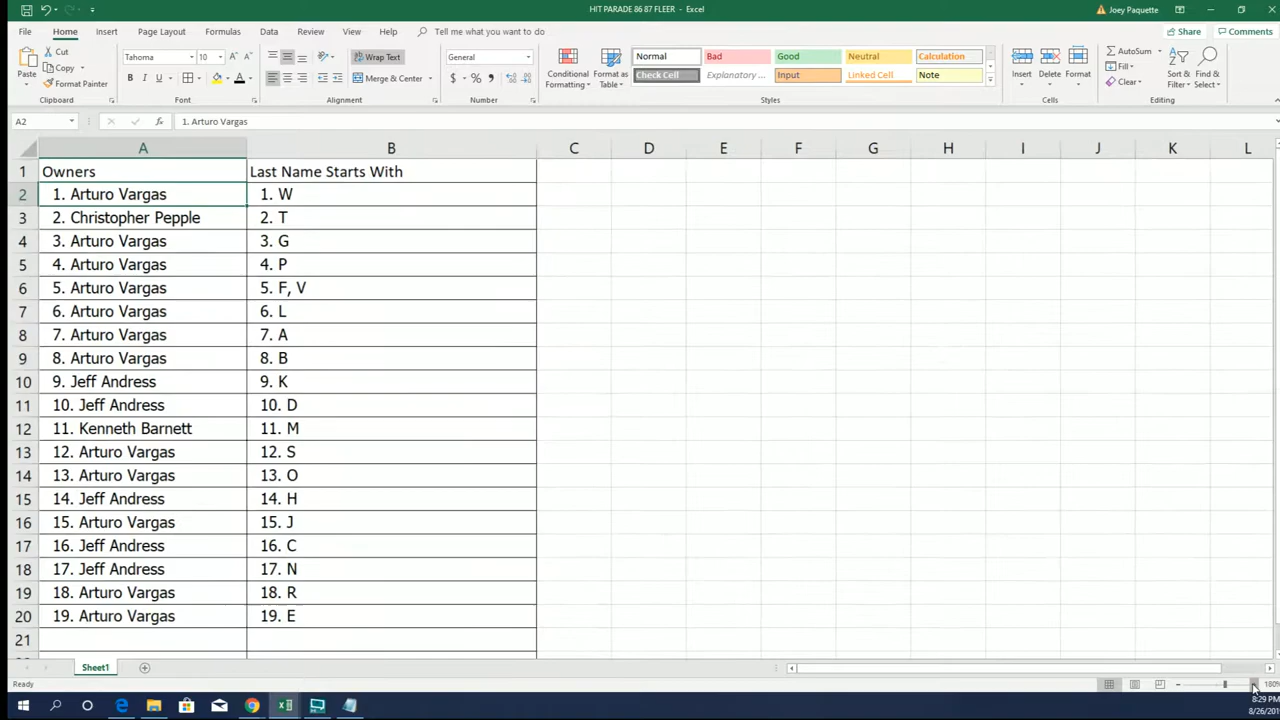 HIT PARADE 86 87 FLEER - Excel
Joey Paquette
File Home Insert Page Layout Formulas Data Review View Help Tell me what you want to do Share Comments
Paste
Cut
Copy
Format Painter
Clipboard
Tahoma 10
B I U A
Font
Wrap Text
Merge & Center
Alignment
General
$ % ,
Number
Conditional Formatting
Format as Table
Normal Bad Good Neutral Calculation
Check Cell Explanary ... Input Linked Cell Note
Styles
Insert Delete Format
Cells
AutoSum
Fill
Clear
Sort & Filter
Find & Select
Editing
A2 fx 1. Arturo Vargas
A B C D E F G H I J K L
1 Owners Last Name Starts With
2 1. Arturo Vargas 1. W
3 2. Christopher Pepple 2. T
4 3. Arturo Vargas 3. G
5 4. Arturo Vargas 4. P
6 5. Arturo Vargas 5. F, V
7 6. Arturo Vargas 6. L
8 7. Arturo Vargas 7. A
9 8. Arturo Vargas 8. B
10 9. Jeff Andress 9. K
11 10. Jeff Andress 10. D
12 11. Kenneth Barnett 11. M
13 12. Arturo Vargas 12. S
14 13. Arturo Vargas 13. O
15 14. Jeff Andress 14. H
16 15. Arturo Vargas 15. J
17 16. Jeff Andress 16. C
18 17. Jeff Andress 17. N
19 18. Arturo Vargas 18. R
20 19. Arturo Vargas 19. E
21
Sheet1
Ready
180%
8:29 PM
8/26/201